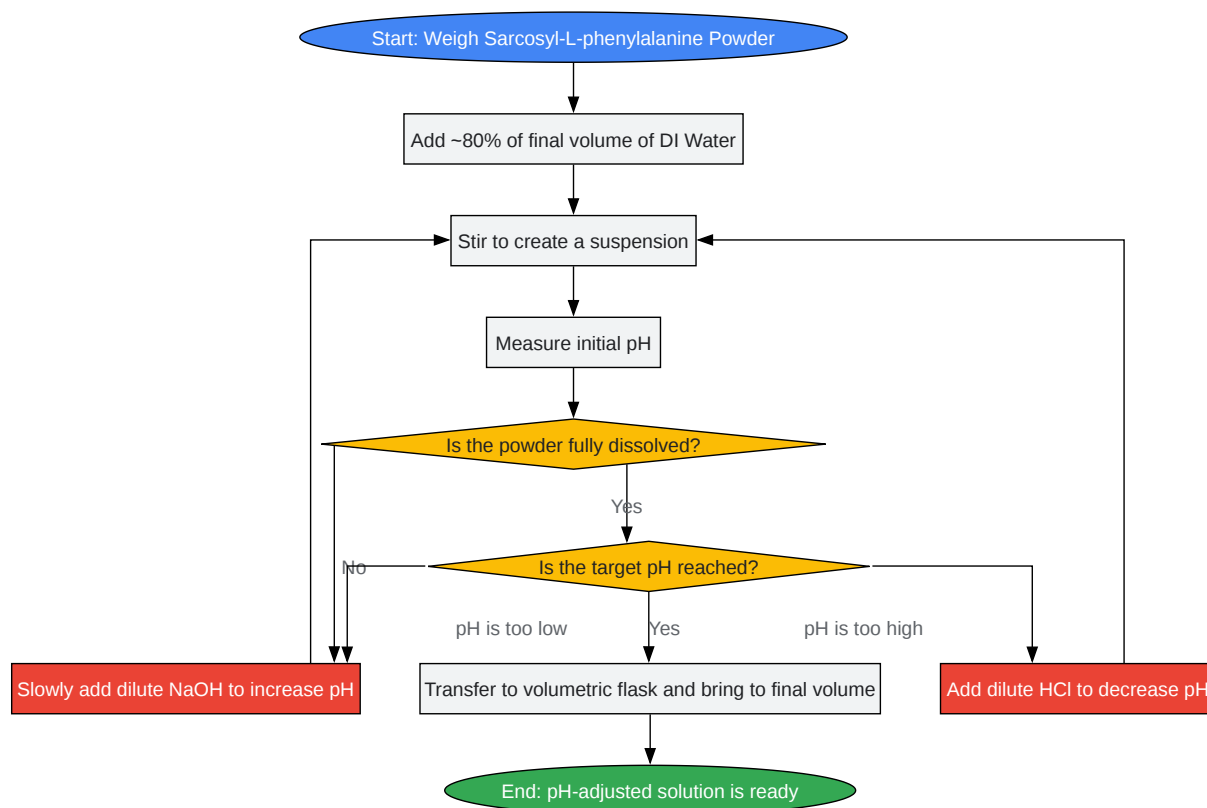 Start: Weigh Sarcosyl-L-phenylalanine Powder
Add ~80% of final volume of DI Water
Stir to create a suspension
Measure initial pH
Is the powder fully dissolved?
Yes
No
Is the target pH reached?
pH is too low
Yes
pH is too high
Slowly add dilute NaOH to increase pH
Transfer to volumetric flask and bring to final volume
Add dilute HCl to decrease pH
End: pH-adjusted solution is ready